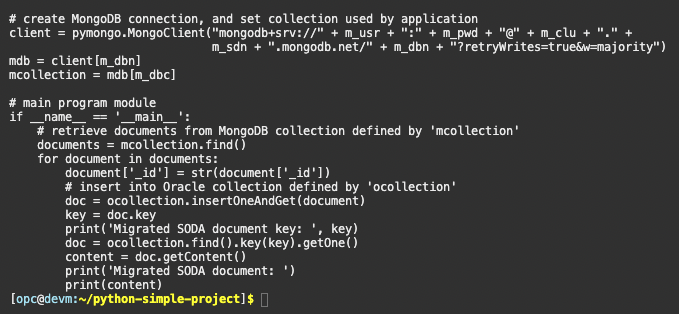 # create MongoDB connection, and set collection used by application
client = pymongo.MongoClient("mongodb+srv://" + m_usr + ":" + m_pwd + "@" + m_clu + "." +
                             m_sdn + ".mongodb.net/" + m_dbn + "?retryWrites=true&w=majority")
mdb = client[m_dbn]
mcollection = mdb[m_dbc]

# main program module
if __name__ == '__main__':
    # retrieve documents from MongoDB collection defined by 'mcollection'
    documents = mcollection.find()
    for document in documents:
        document['_id'] = str(document['_id'])
        # insert into Oracle collection defined by 'ocollection'
        doc = ocollection.insertOneAndGet(document)
        key = doc.key
        print('Migrated SODA document key: ', key)
        doc = ocollection.find().key(key).getOne()
        content = doc.getContent()
        print('Migrated SODA document: ')
        print(content)
[opc@devm:~/python-simple-project]$